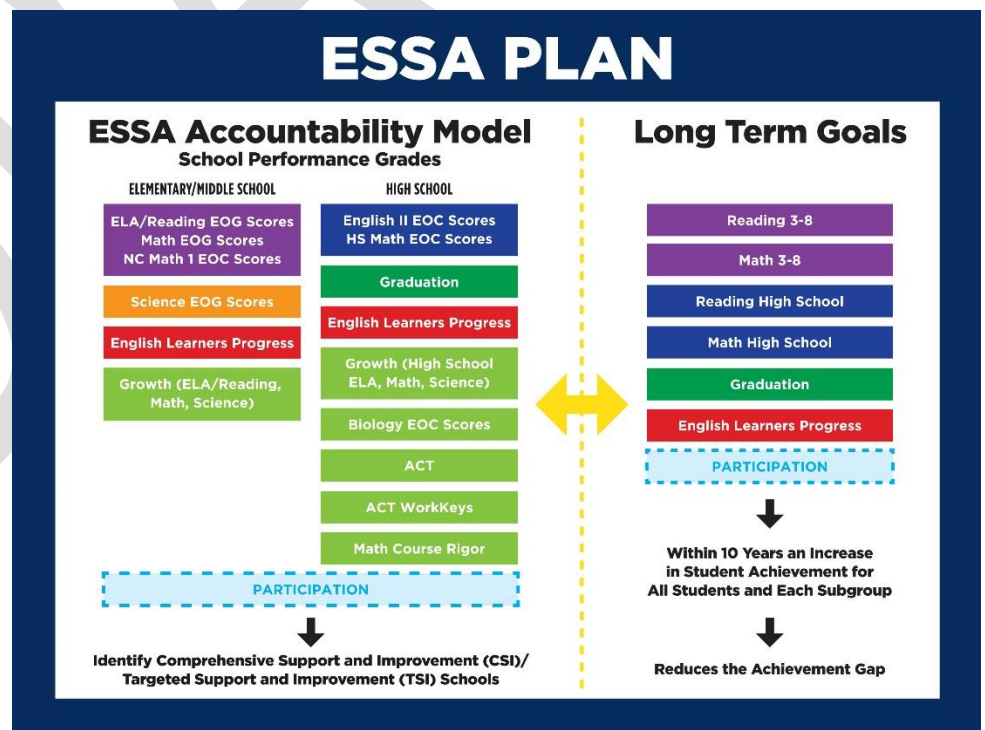 ESSA PLAN
ESSA Accountability Model
School Performance Grades
ELEMENTARY/MIDDLE SCHOOL
ELA/Reading EOG Scores
Math EOG Scores
NC Math 1 EOC Scores
Science EOG Scores
English Learners Progress
Growth (ELA/Reading,
Math, Science)
HIGH SCHOOL
English II EOC Scores
HS Math EOC Scores
Graduation
English Learners Progress
Growth (High School
ELA, Math, Science)
Biology EOC Scores
ACT
ACT WorkKeys
Math Course Rigor
PARTICIPATION
Identify Comprehensive Support and Improvement (CSI)/
Targeted Support and Improvement (TSI) Schools
Long Term Goals
Reading 3-8
Math 3-8
Reading High School
Math High School
Graduation
English Learners Progress
PARTICIPATION
Within 10 Years an Increase
in Student Achievement for
All Students and Each Subgroup
Reduces the Achievement Gap